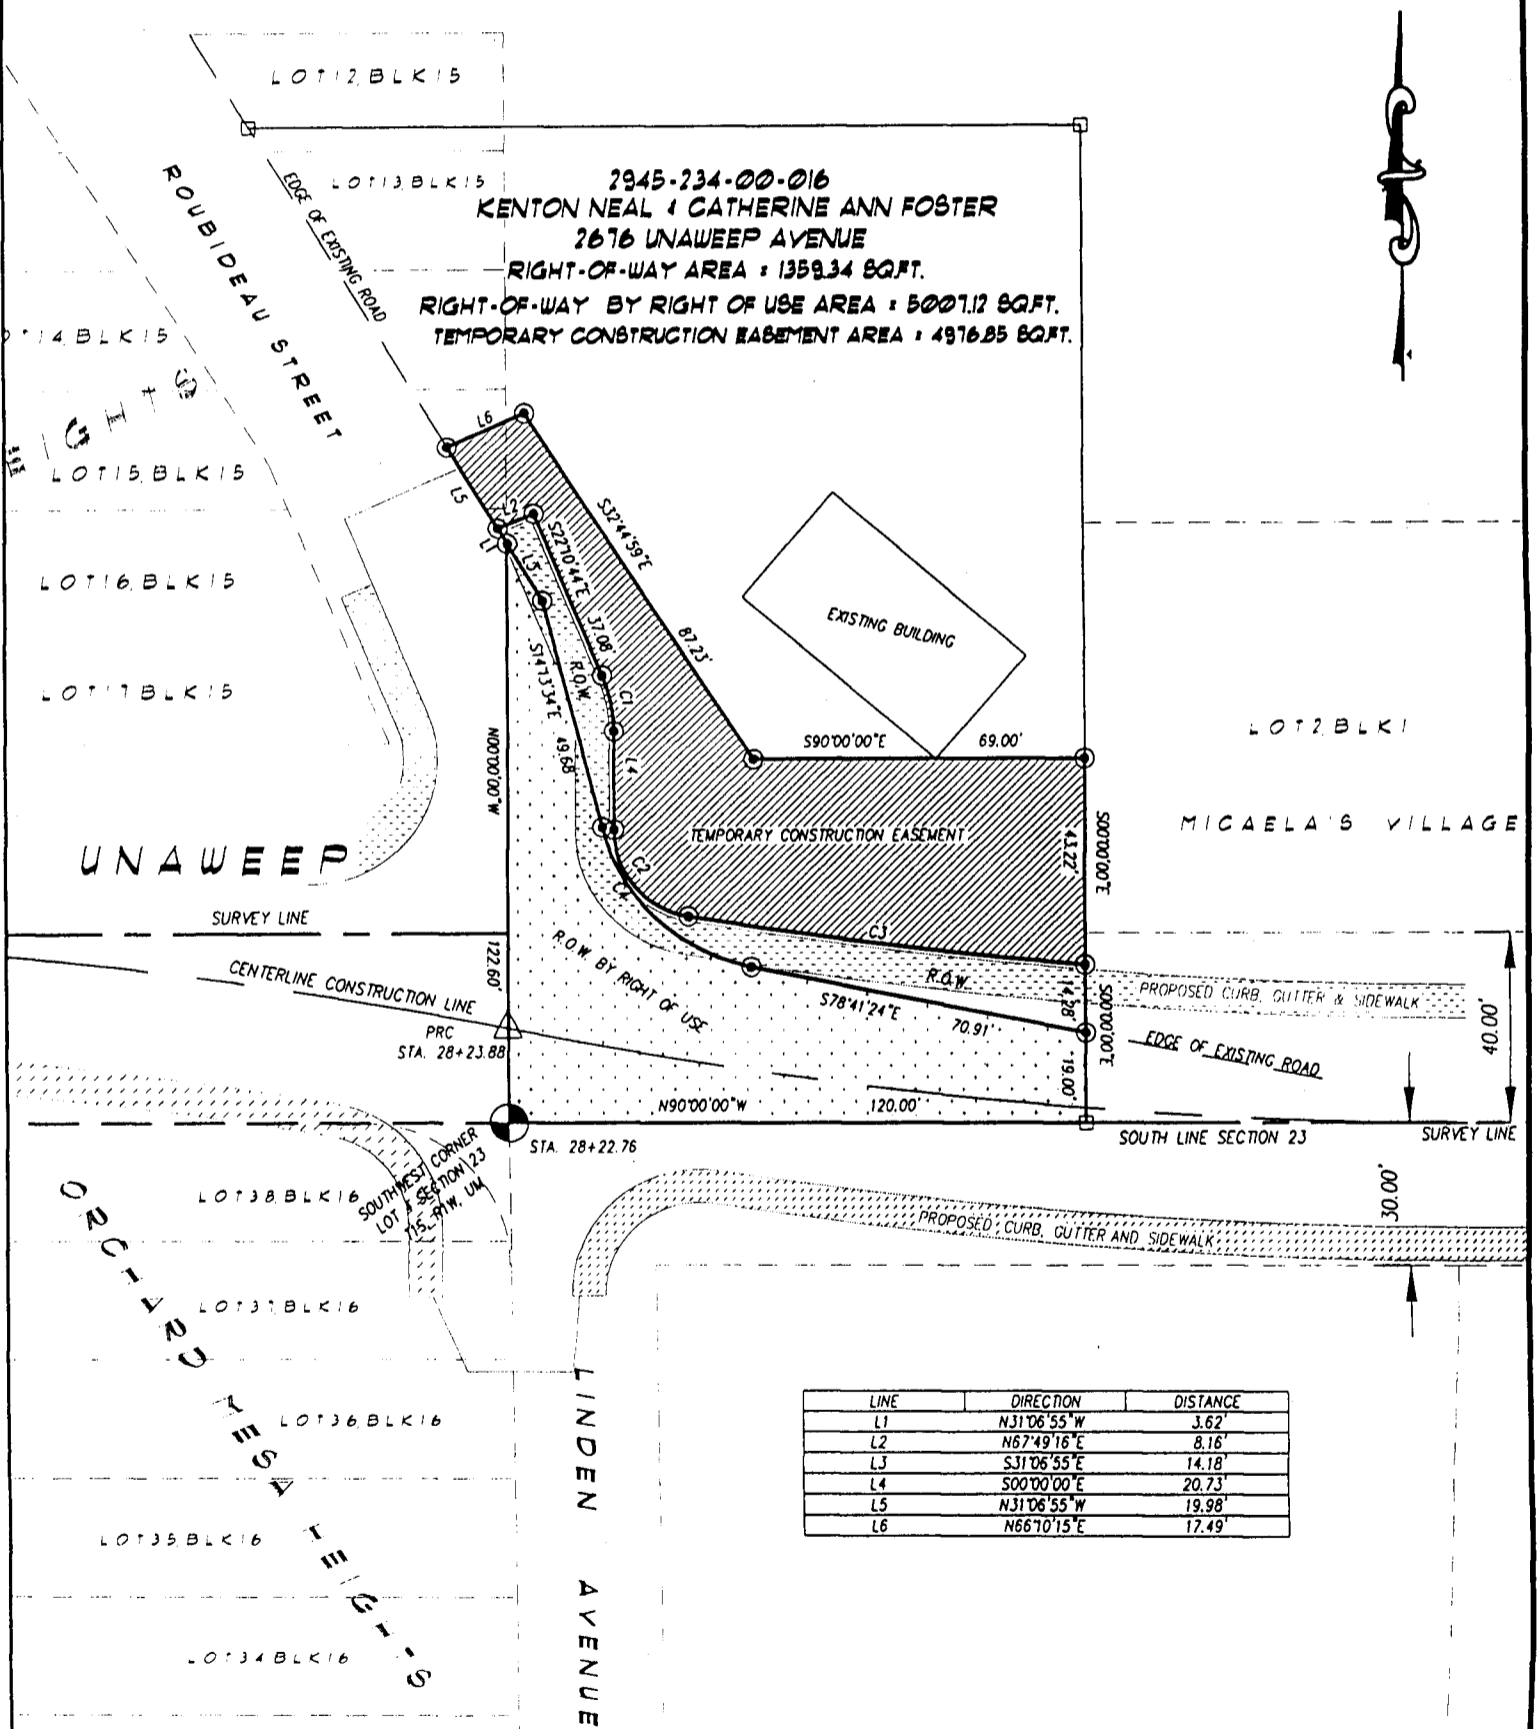 LOT 12, BLK 15
LOT 13, BLK 15
EDGE OF EXISTING ROAD
ROUBIDEAU STREET
2945-234-00-016
KENTON NEAL & CATHERINE ANN FOSTER
2676 UNAWEEP AVENUE
RIGHT-OF-WAY AREA = 1359.34 SQ.FT.
RIGHT-OF-WAY BY RIGHT OF USE AREA = 5007.12 SQ.FT.
TEMPORARY CONSTRUCTION EASEMENT AREA = 4976.85 SQ.FT.
14, BLK 15
LOT 15, BLK 15
L6
L5
L2
L1
L3
S32°44'59"E
87.23'
S22°10'44"E
37.08'
LOT 16, BLK 15
EXISTING BUILDING
LOT 17 BLK 15
S14°13'34"E
49.68'
R.O.W.
C1
L4
N00°00'00"W
122.60'
S90°00'00"E 69.00'
LOT 2, BLK 1
MICAELA'S VILLAGE
TEMPORARY CONSTRUCTION EASEMENT
43.22'
S00°00'00"E
UNAWEEP
C2
C4
C3
SURVEY LINE
CENTERLINE CONSTRUCTION LINE
R.O.W. BY RIGHT OF USE
R.O.W.
PROPOSED CURB, GUTTER & SIDEWALK
S78°41'24"E
70.91'
14.28'
S00°00'00"E
19.00'
40.00'
PRC
STA. 28+23.88
EDGE OF EXISTING ROAD
N90°00'00"W 120.00'
STA. 28+22.76
SOUTH LINE SECTION 23
SURVEY LINE
SOUTHWEST CORNER
LOT 4 SECTION 23
T1S, R1W, UM
LOT 38, BLK 16
PROPOSED CURB, GUTTER AND SIDEWALK
30.00'
LOT 37, BLK 16
ORCHARD MESA HEIGHTS
LOT 36, BLK 16
LOT 35, BLK 16
LOT 34 BLK 16
LINDEN AVENUE
LINE DIRECTION DISTANCE
L1 N31°06'55"W 3.62'
L2 N67°49'16"E 8.16'
L3 S31°06'55"E 14.18'
L4 S00°00'00"E 20.73'
L5 N31°06'55"W 19.98'
L6 N66°10'15"E 17.49'